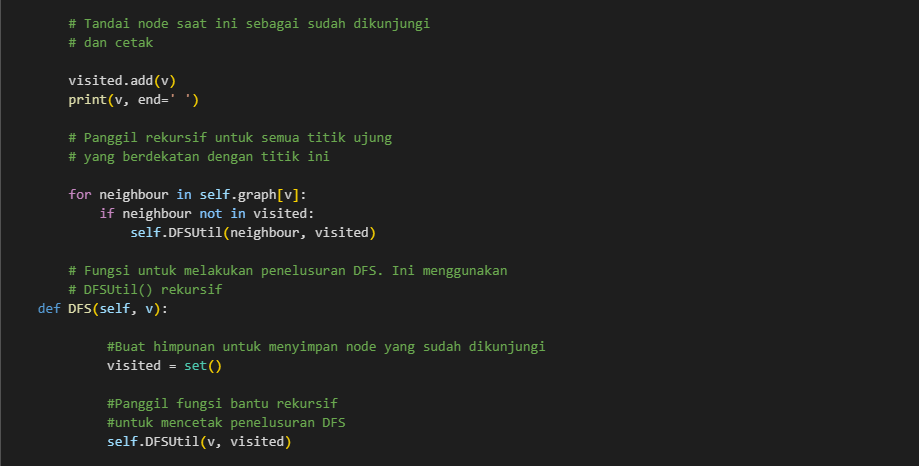 # Tandai node saat ini sebagai sudah dikunjungi
# dan cetak
visited.add(v)
print(v, end=' ')
# Panggil rekursif untuk semua titik ujung
# yang berdekatan dengan titik ini
for neighbour in self.graph[v]:
if neighbour not in visited:
self.DFSUtil(neighbour, visited)
# Fungsi untuk melakukan penelusuran DFS. Ini menggunakan
# DFSUtil() rekursif
def DFS(self, v):
#Buat himpunan untuk menyimpan node yang sudah dikunjungi
visited = set()
#Panggil fungsi bantu rekursif
#untuk mencetak penelusuran DFS
self.DFSUtil(v, visited)